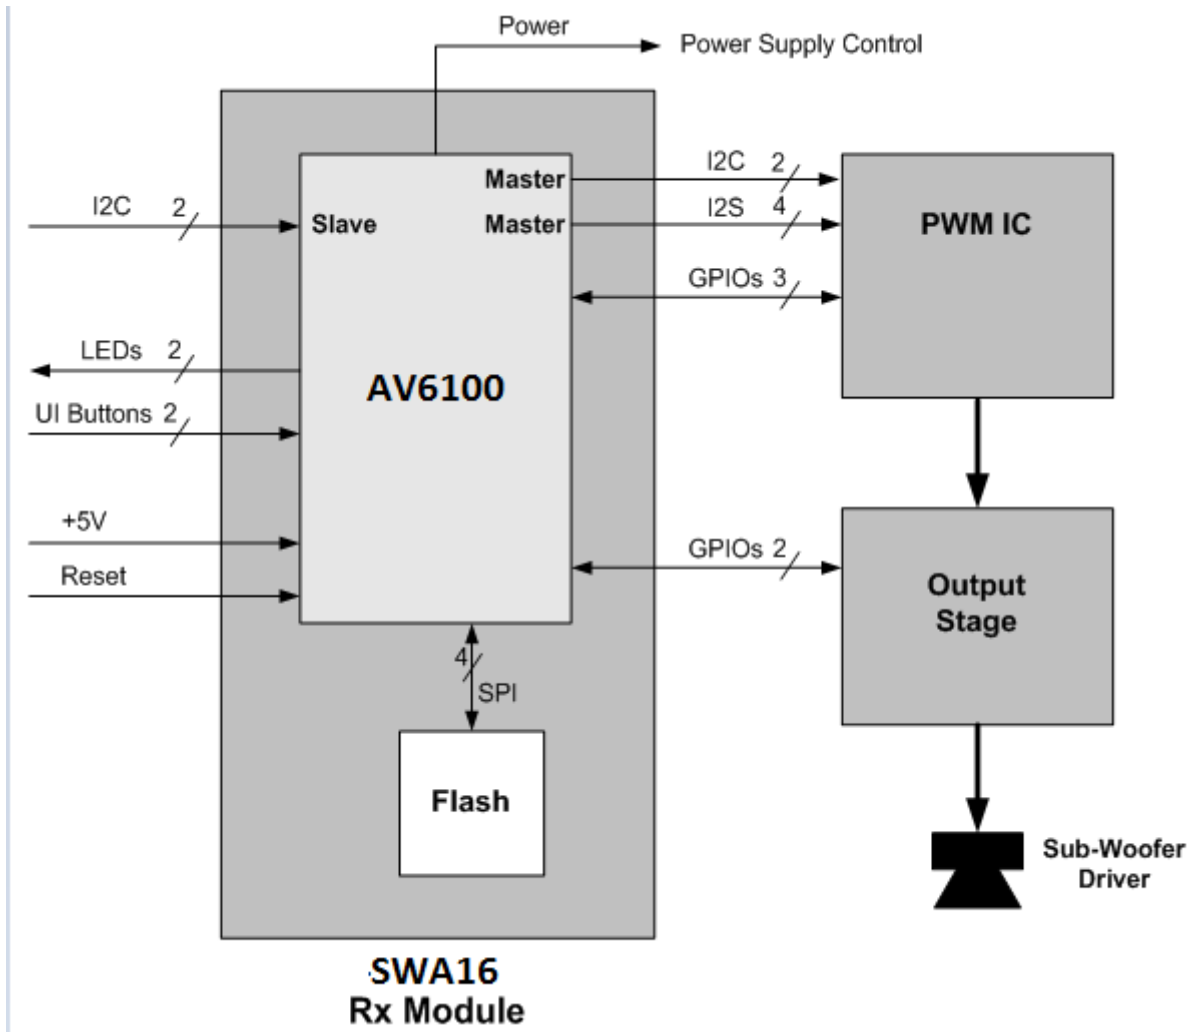 Power
Power Supply Control
I2C 2
Slave
Master
Master
I2C 2
I2S 4
GPIOs 3
PWM IC
LEDs 2
UI Buttons 2
AV6100
+5V
Reset
GPIOs 2
Output
Stage
4
SPI
Flash
Sub-Woofer
Driver
SWA16
Rx Module